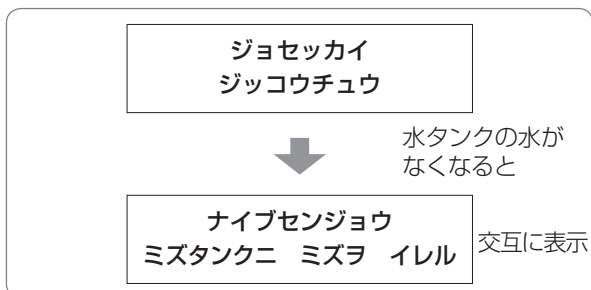 ジョセッカイ
ジッコウチュウ
水タンクの水が
なくなると
ナイブセンジョウ
ミズタンクニ　ミズヲ　イレル
交互に表示